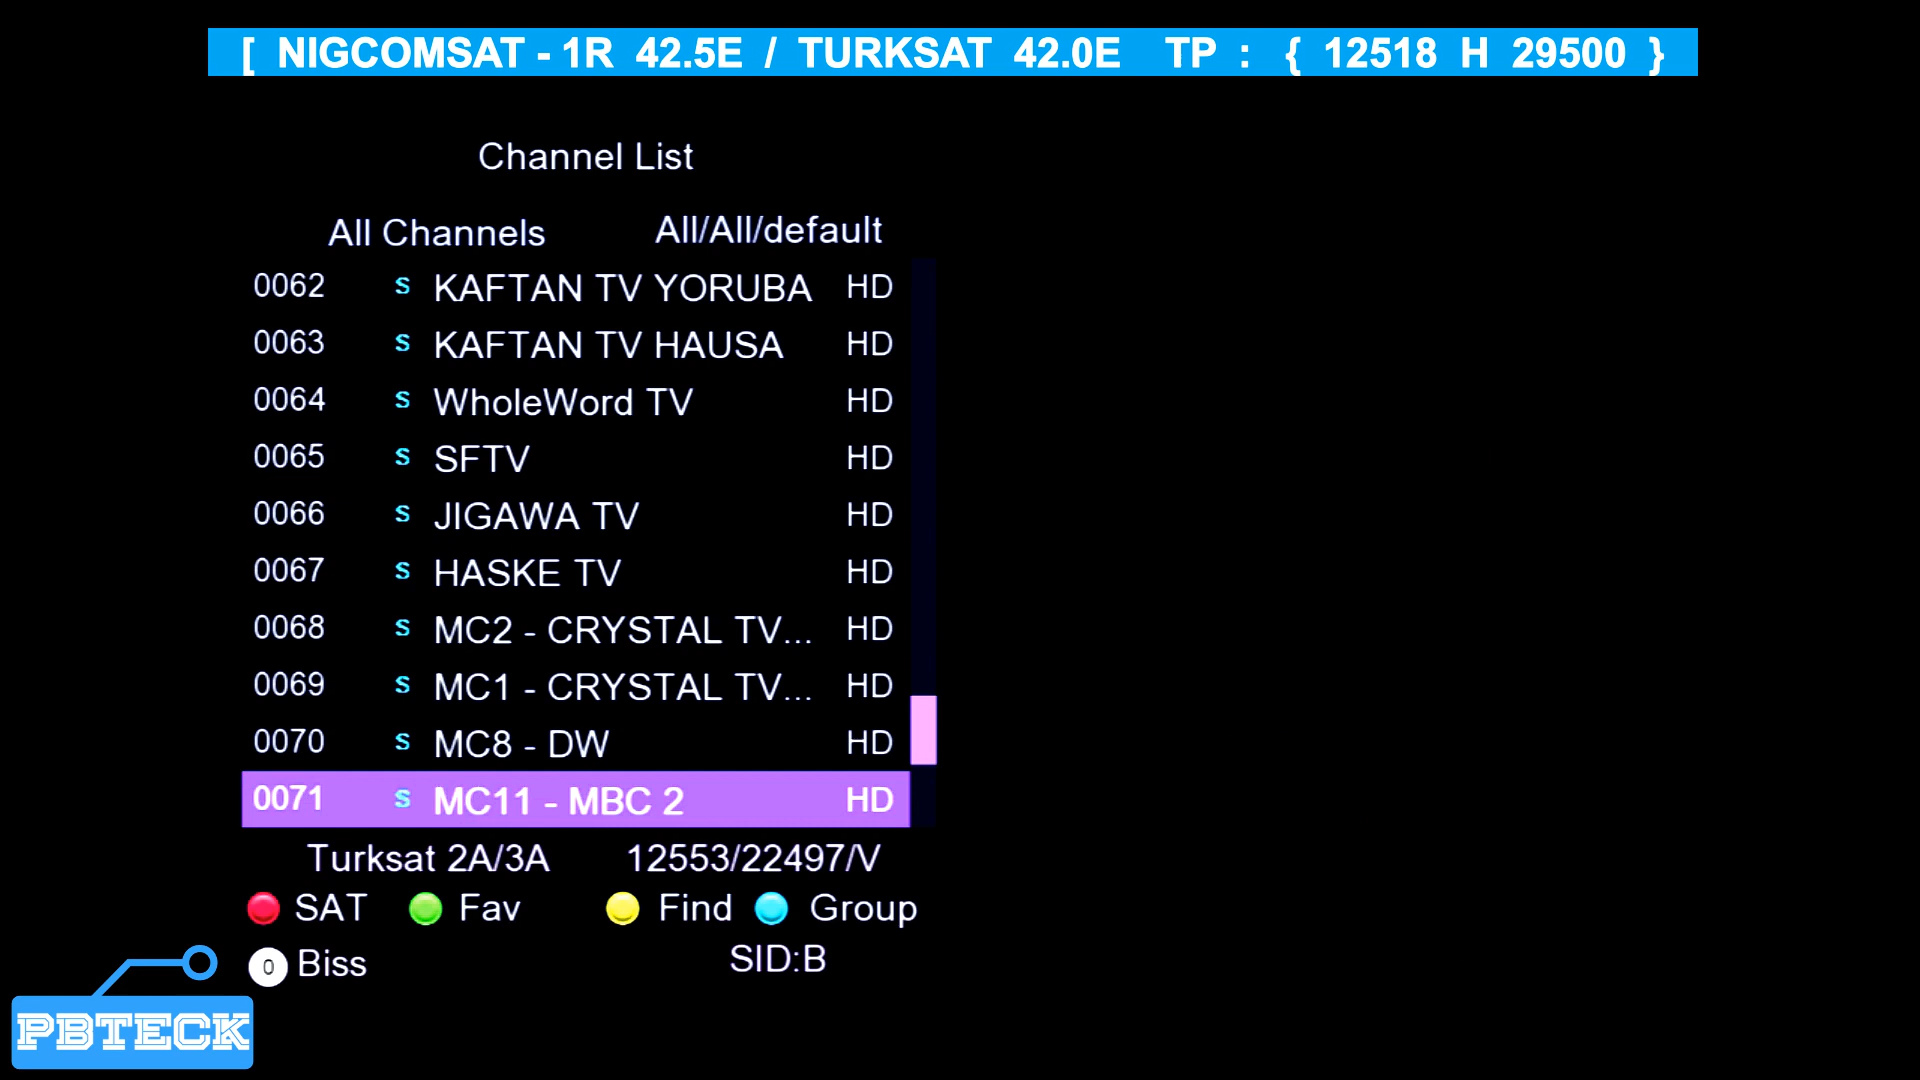 [ NIGCOMSAT - 1R 42.5E / TURKSAT 42.0E TP : { 12518 H 29500 }
Channel List
All Channels All/All/default
0062 S KAFTAN TV YORUBA HD
0063 S KAFTAN TV HAUSA HD
0064 S WholeWord TV HD
0065 S SFTV HD
0066 S JIGAWA TV HD
0067 S HASKE TV HD
0068 S MC2 - CRYSTAL TV... HD
0069 S MC1 - CRYSTAL TV... HD
0070 S MC8 - DW HD
0071 S MC11 - MBC 2 HD
Turksat 2A/3A 12553/22497/V
SAT Fav Find Group
0 Biss SID:B
PBTECK